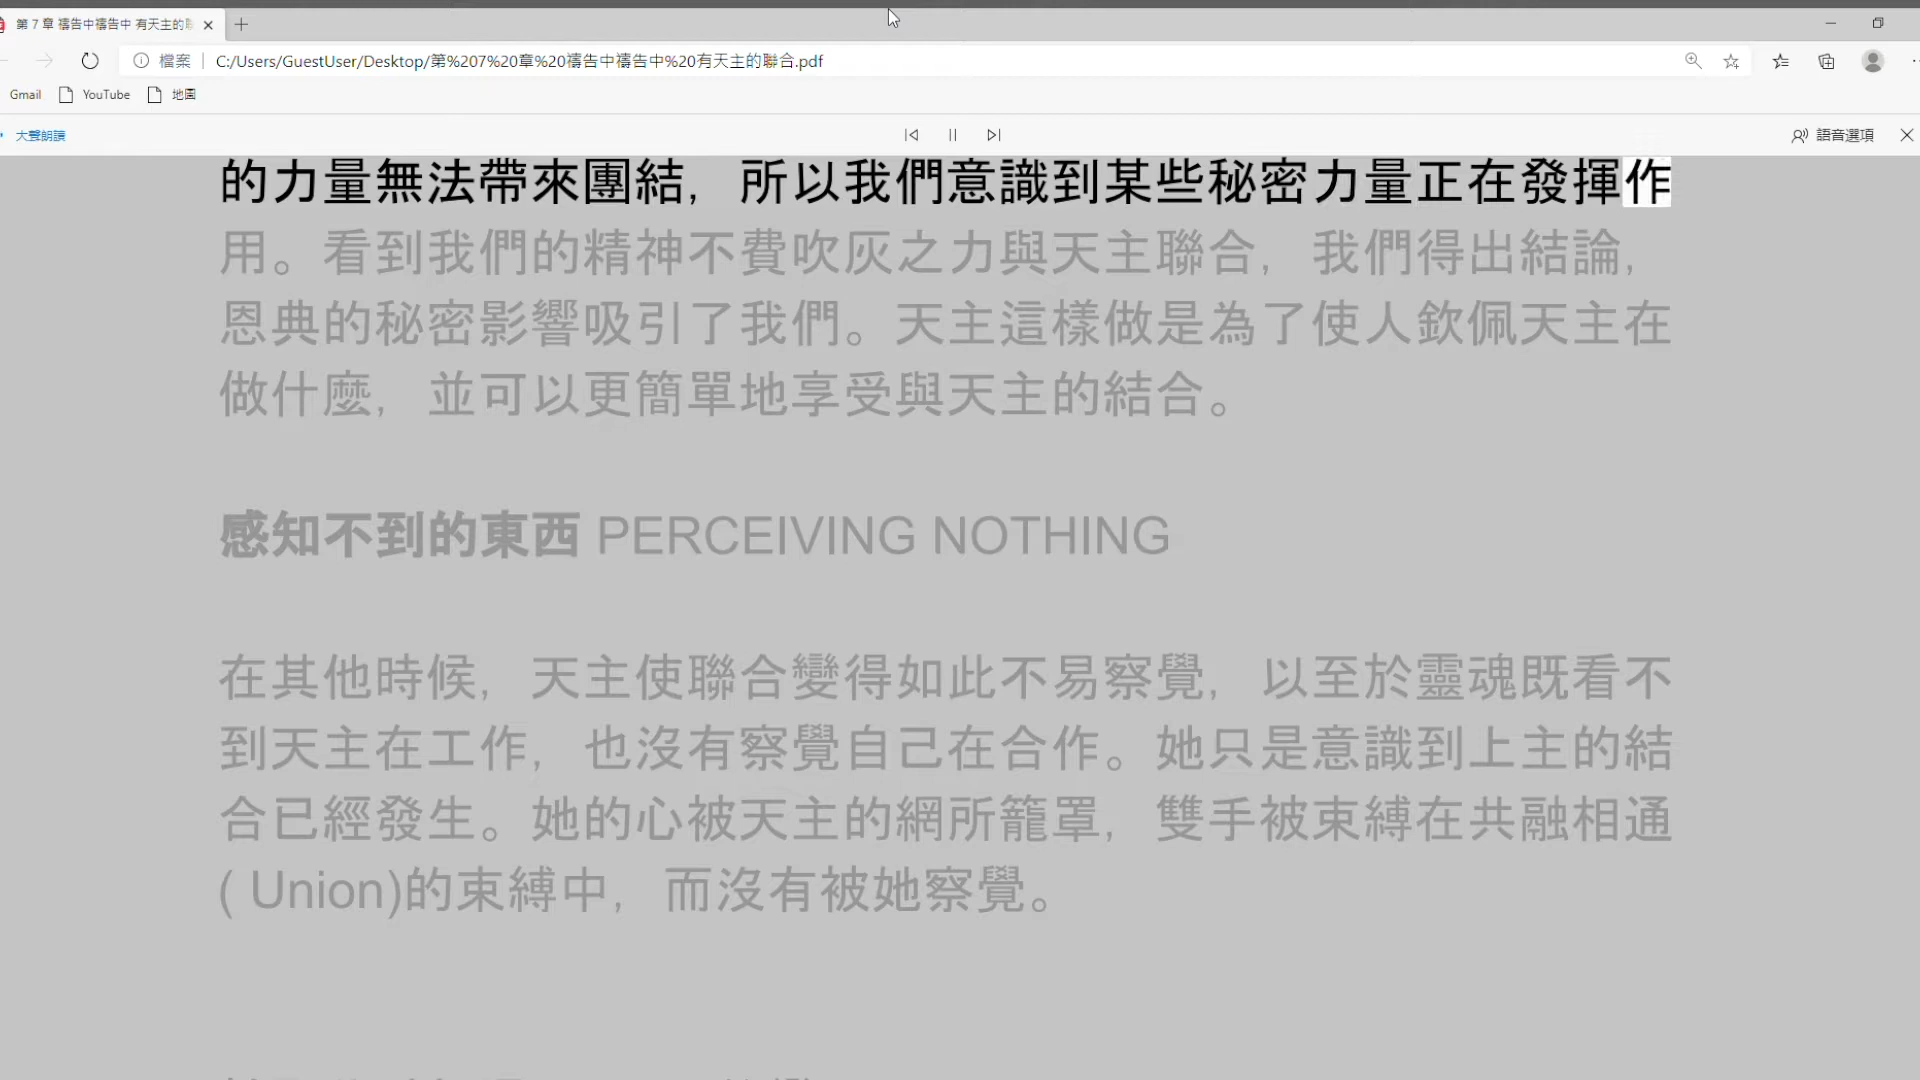 第 7 章 禱告中禱告中 有天主的
檔案
C:/Users/GuestUser/Desktop/第%207%20章%20禱告中禱告中%20有天主的聯合.pdf
Gmail YouTube 地圖
大聲朗讀 語音選項
的力量無法帶來團結，所以我們意識到某些秘密力量正在發揮作
用。看到我們的精神不費吹灰之力與天主聯合，我們得出結論，
恩典的秘密影響吸引了我們。天主這樣做是為了使人欽佩天主在
做什麼，並可以更簡單地享受與天主的結合。
感知不到的東西 PERCEIVING NOTHING
在其他時候，天主使聯合變得如此不易察覺，以至於靈魂既看不
到天主在工作，也沒有察覺自己在合作。她只是意識到上主的結
合已經發生。她的心被天主的網所籠罩，雙手被束縛在共融相通
( Union)的束縛中，而沒有被她察覺。